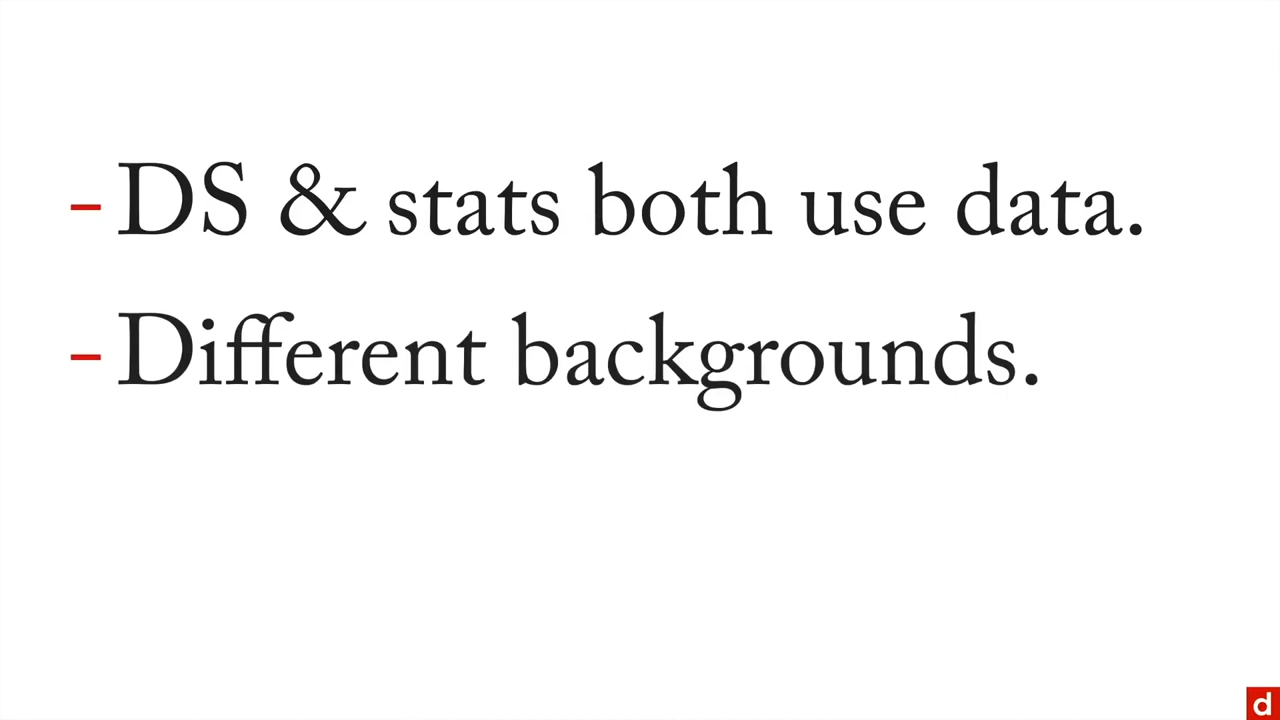 - DS & stats both use data.
- Different backgrounds.
d